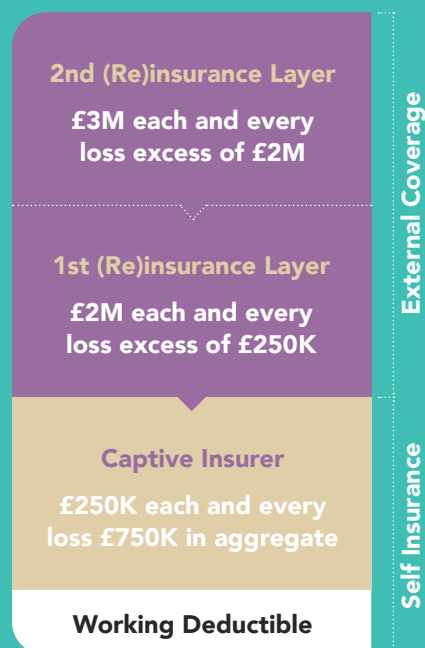 2nd (Re)insurance Layer
£3M each and every
loss excess of £2M
1st (Re)insurance Layer
£2M each and every
loss excess of £250K
Captive Insurer
£250K each and every
loss £750K in aggregate
Working Deductible
External Coverage
Self Insurance